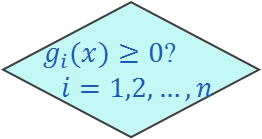 gᵢ(x) ≥ 0?
i = 1,2, ..., n